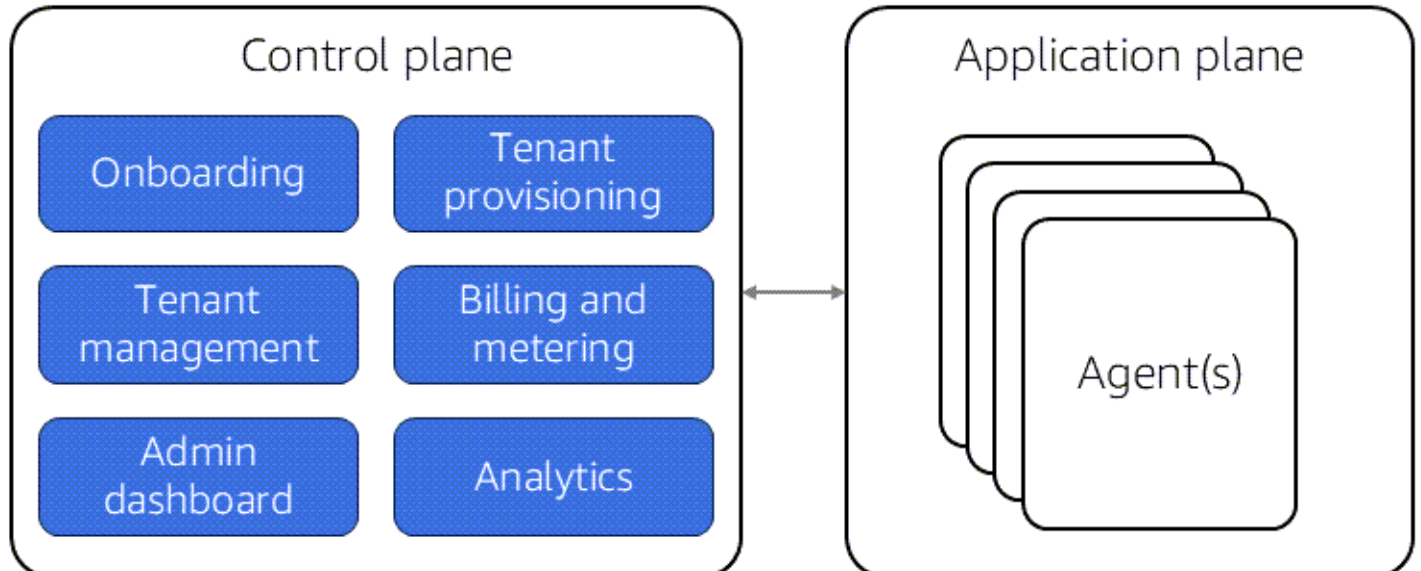 Control plane
Onboarding
Tenant
provisioning
Tenant
management
Billing and
metering
Admin
dashboard
Analytics
Application plane
Agent(s)